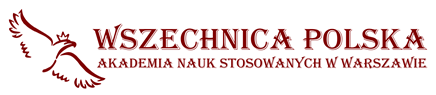 WSZECHNICA POLSKA
AKADEMIA NAUK STOSOWANYCH W WARSZAWIE